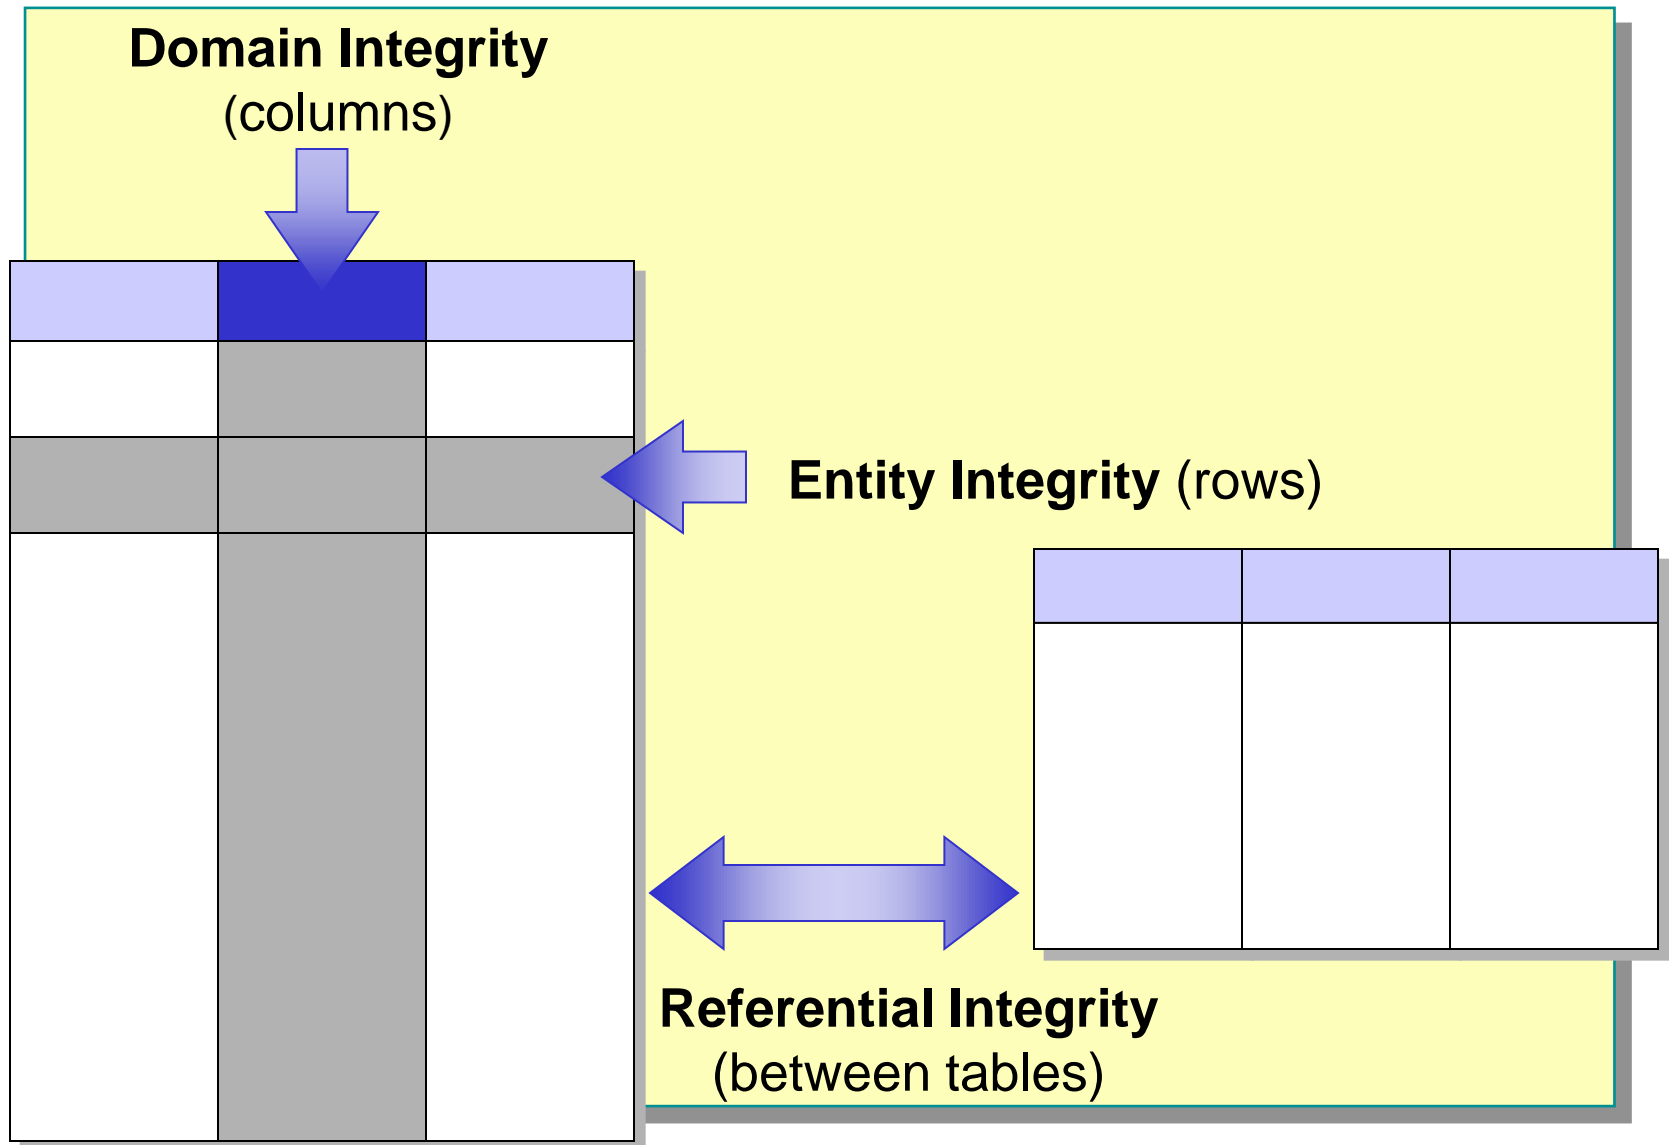 Domain Integrity
(columns)
Entity Integrity (rows)
Referential Integrity
(between tables)